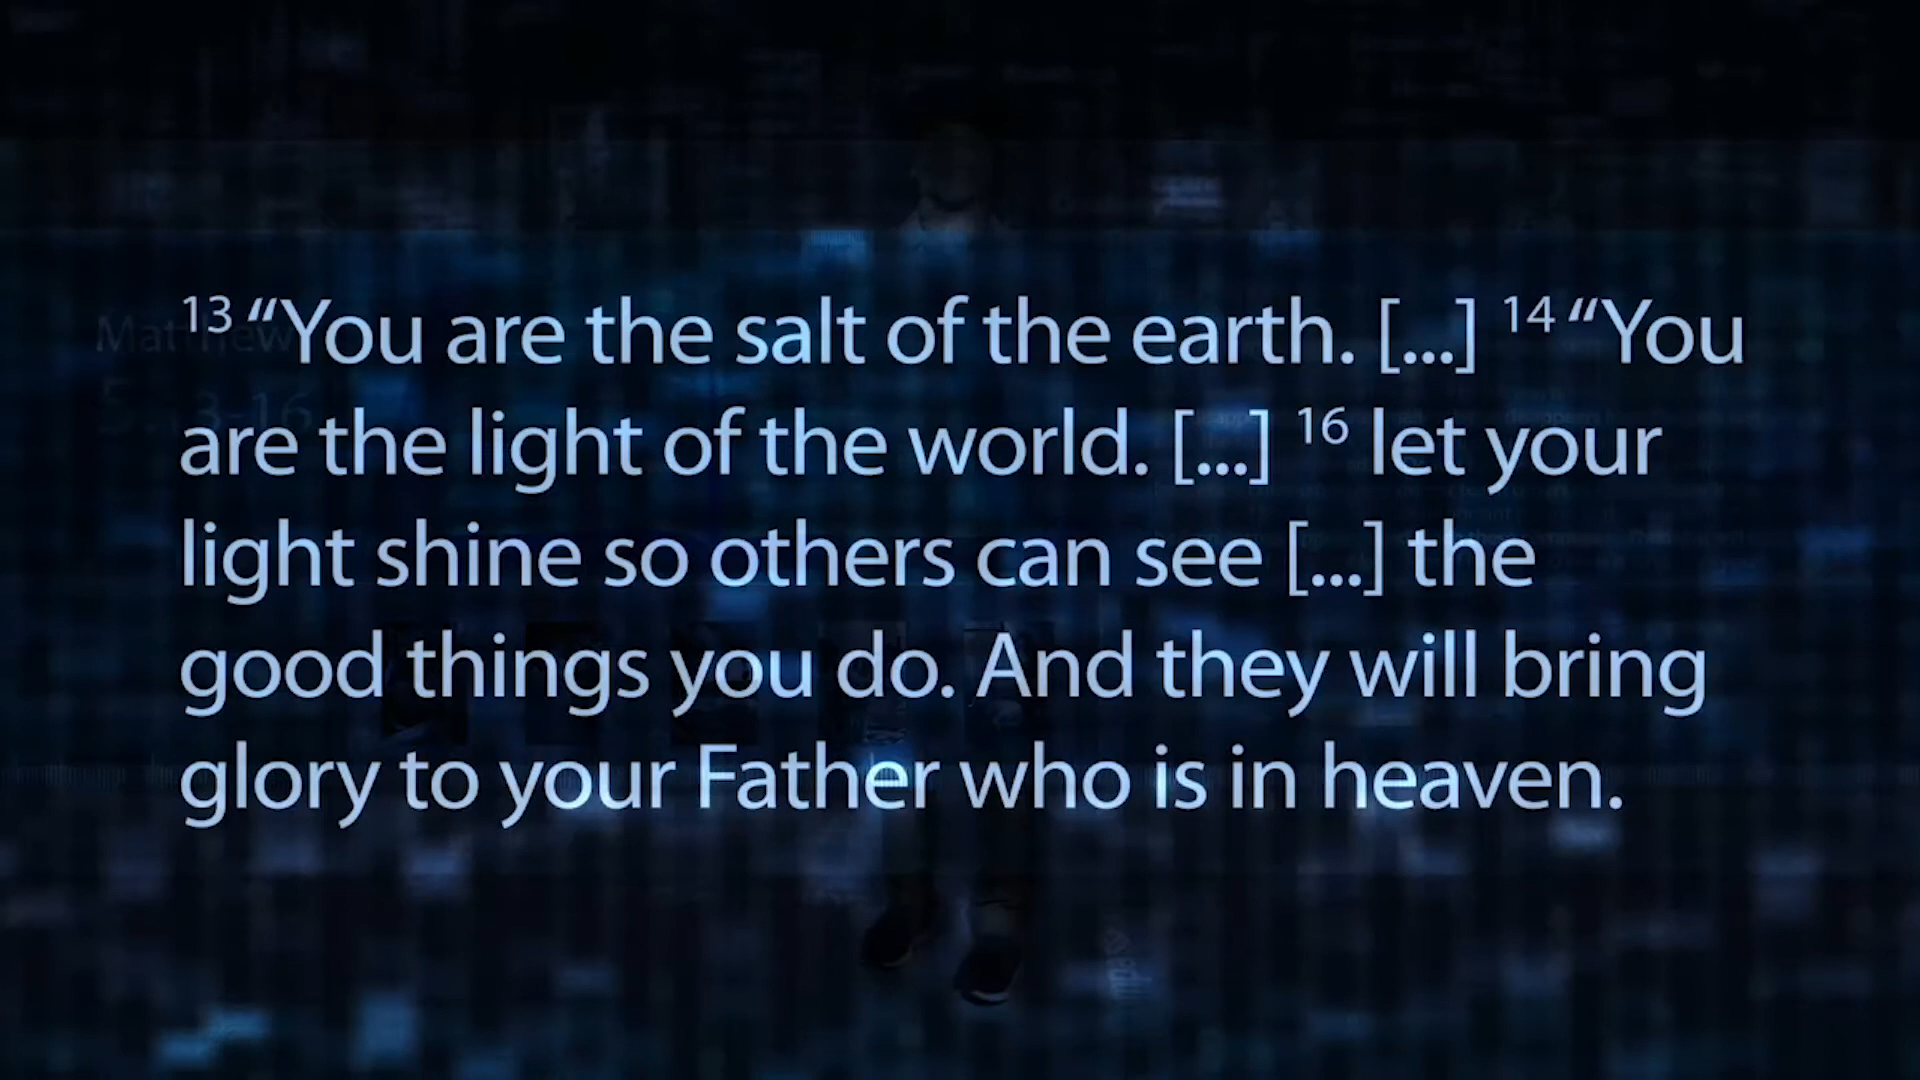 13 “You are the salt of the earth. [...] 14 “You
are the light of the world. [...] 16 let your
light shine so others can see [...] the
good things you do. And they will bring
glory to your Father who is in heaven.
Matthew